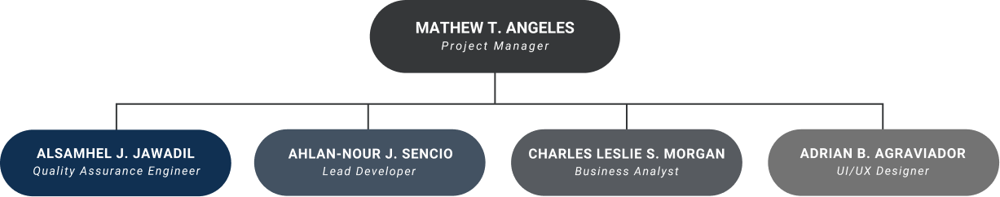 MATHEW T. ANGELES
Project Manager
ALSAMHEL J. JAWADIL
Quality Assurance Engineer
AHLAN-NOUR J. SENCIO
Lead Developer
CHARLES LESLIE S. MORGAN
Business Analyst
ADRIAN B. AGRAVIADOR
UI/UX Designer